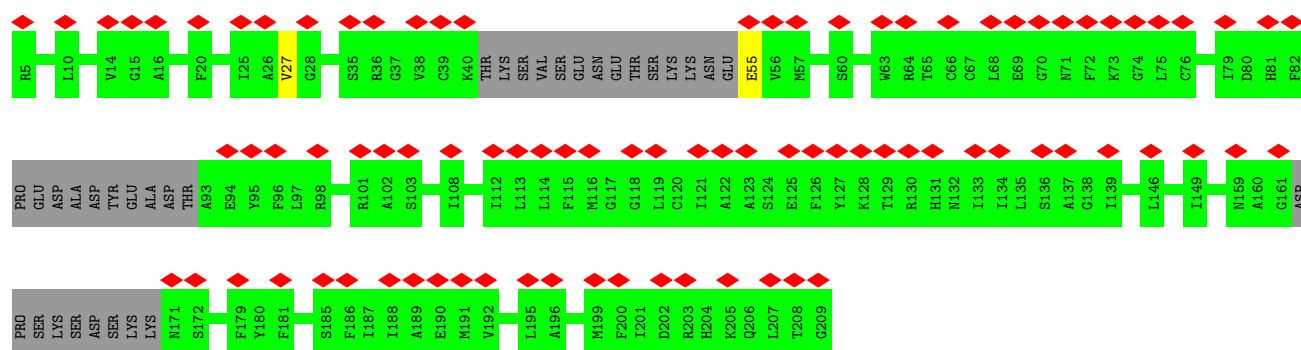 R5 L10 V14 G15 A16 F20 I25 A26 V27 G28 S35 R36 G37 V38 C39 K40 THR LYS SER VAL SER GLU ASN GLU THR SER LYS LYS ASN GLU E55 V56 M57 S60 W63 R64 T65 C66 C67 L68 E69 G70 N71 F72 K73 G74 L75 C76 I79 D80 H81 F82
PRO GLU ASP ALA ASP TYR GLU ALA ASP THR A93 E94 Y95 F96 L97 R98 R101 A102 S103 I108 I112 L113 L114 F115 M116 G117 G118 L119 C120 I121 A122 A123 S124 E125 F126 Y127 K128 T129 R130 H131 N132 I133 I134 L135 S136 A137 G138 I139 L146 I149 N159 A160 G161 ASP
PRO SER LYS SER ASP SER LYS LYS N171 S172 F179 Y180 F181 S185 F186 I187 I188 A189 E190 M191 V192 L195 A196 M199 F200 I201 D202 R203 H204 K205 Q206 L207 T208 G209